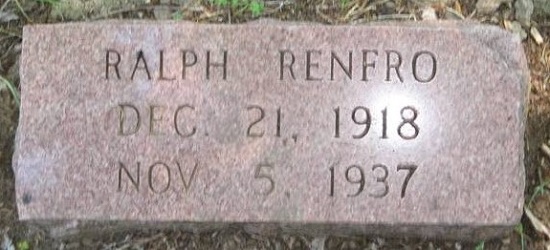 RALPH RENFRO
DEC. 21, 1918
NOV. 5, 1937